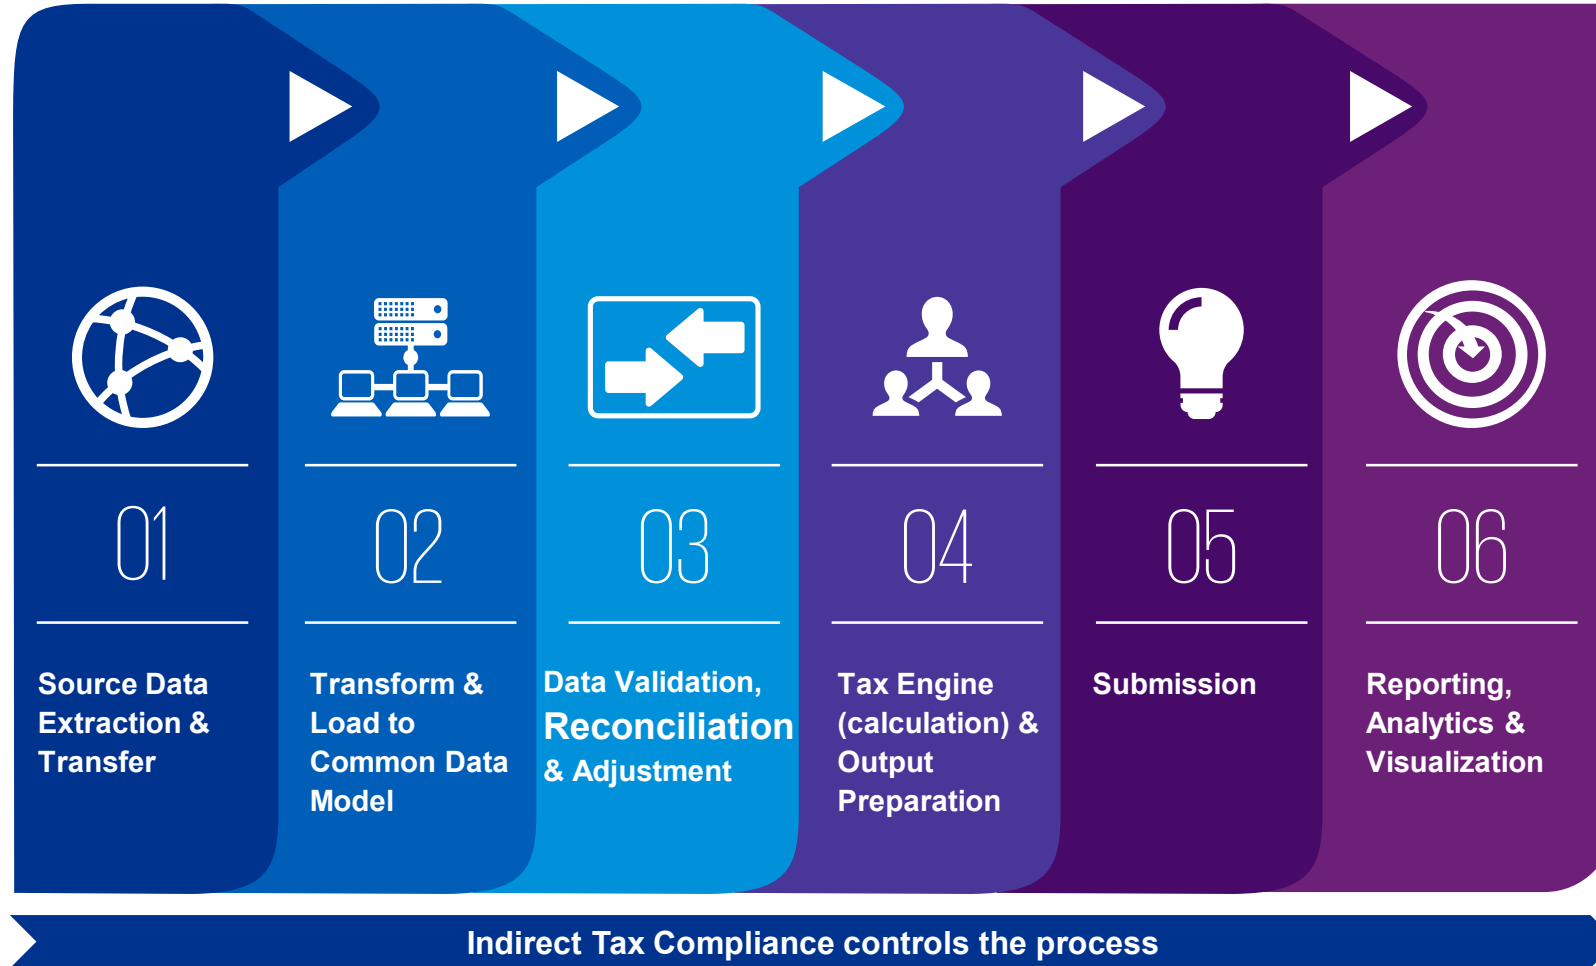 01
Source Data
Extraction &
Transfer
02
Transform &
Load to
Common Data
Model
03
Data Validation,
Reconciliation
& Adjustment
04
Tax Engine
(calculation) &
Output
Preparation
05
Submission
06
Reporting,
Analytics &
Visualization
Indirect Tax Compliance controls the process